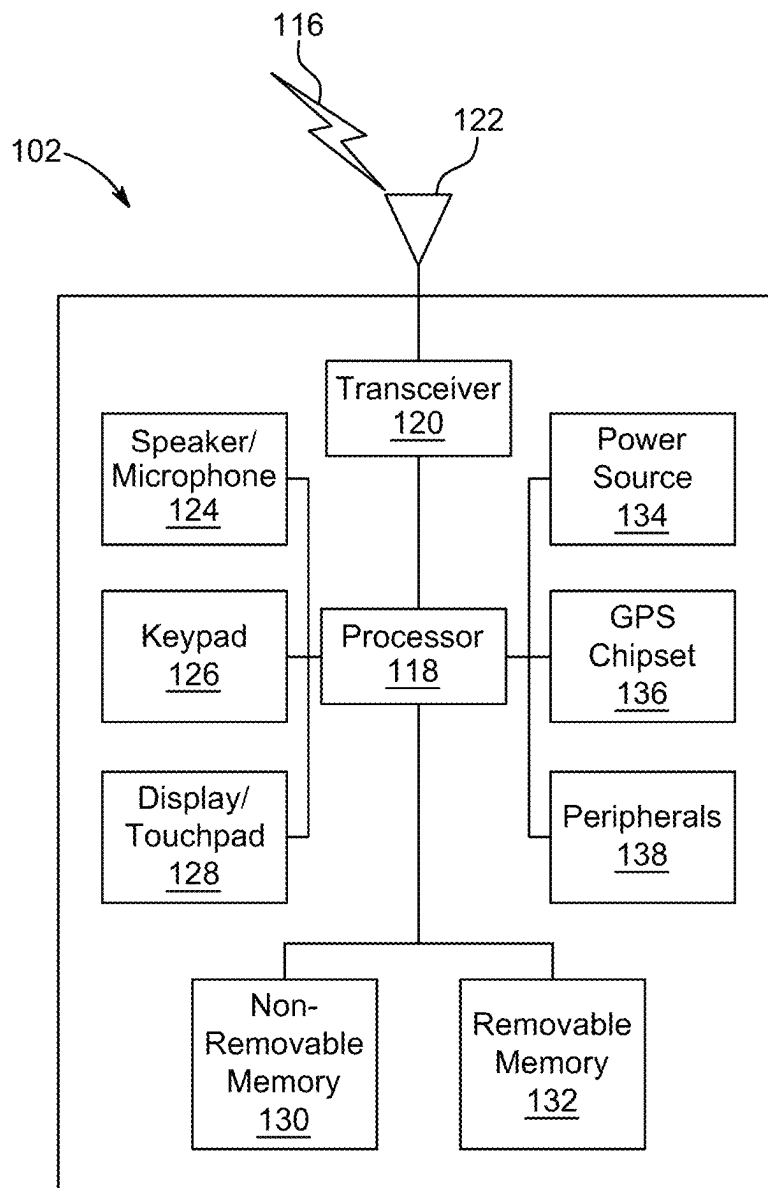 116
122
102
Transceiver
120
Speaker/
Microphone
124
Power
Source
134
Keypad
126
Processor
118
GPS
Chipset
136
Display/
Touchpad
128
Peripherals
138
Non-
Removable
Memory
130
Removable
Memory
132